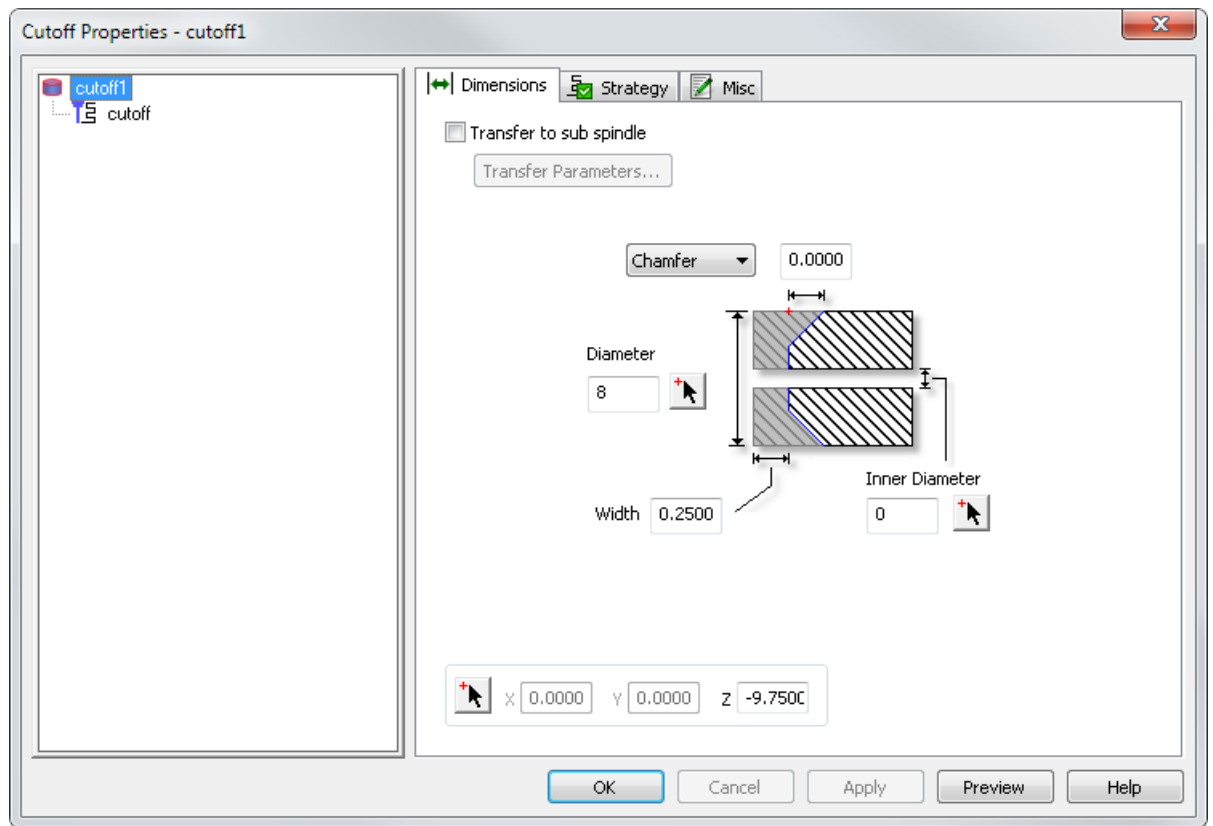 Cutoff Properties - cutoff1
cutoff1
cutoff
Dimensions Strategy Misc
Transfer to sub spindle
Transfer Parameters...
Chamfer 0.0000
Diameter
8
Inner Diameter
Width 0.2500 0
X 0.0000 Y 0.0000 Z -9.750
OK Cancel Apply Preview Help